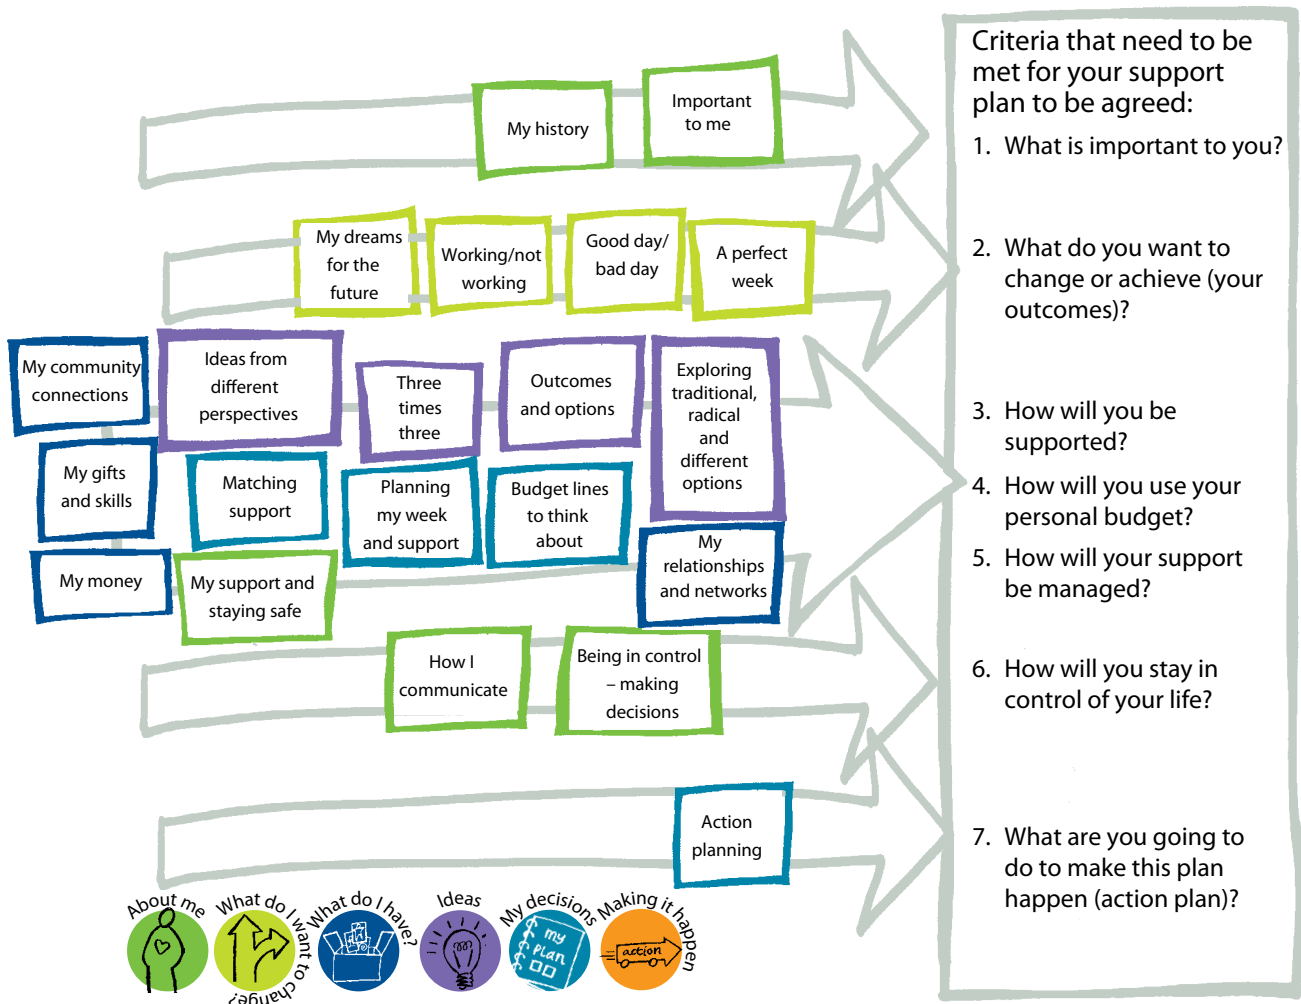 Criteria that need to be
met for your support
plan to be agreed:
1. What is important to you?
2. What do you want to
change or achieve (your
outcomes)?
3. How will you be
supported?
4. How will you use your
personal budget?
5. How will your support
be managed?
6. How will you stay in
control of your life?
7. What are you going to
do to make this plan
happen (action plan)?
My history
Important
to me
My dreams
for the
future
Working/not
working
Good day/
bad day
A perfect
week
My community
connections
Ideas from
different
perspectives
Three
times
three
Outcomes
and options
Exploring
traditional,
radical
and
different
options
My gifts
and skills
Matching
support
Planning
my week
and support
Budget lines
to think
about
My money
My support and
staying safe
My
relationships
and networks
How I
communicate
Being in control
– making
decisions
Action
planning
About me
What do I want to change?
What do I have?
Ideas
My decisions
my
plan
Making it happen
action